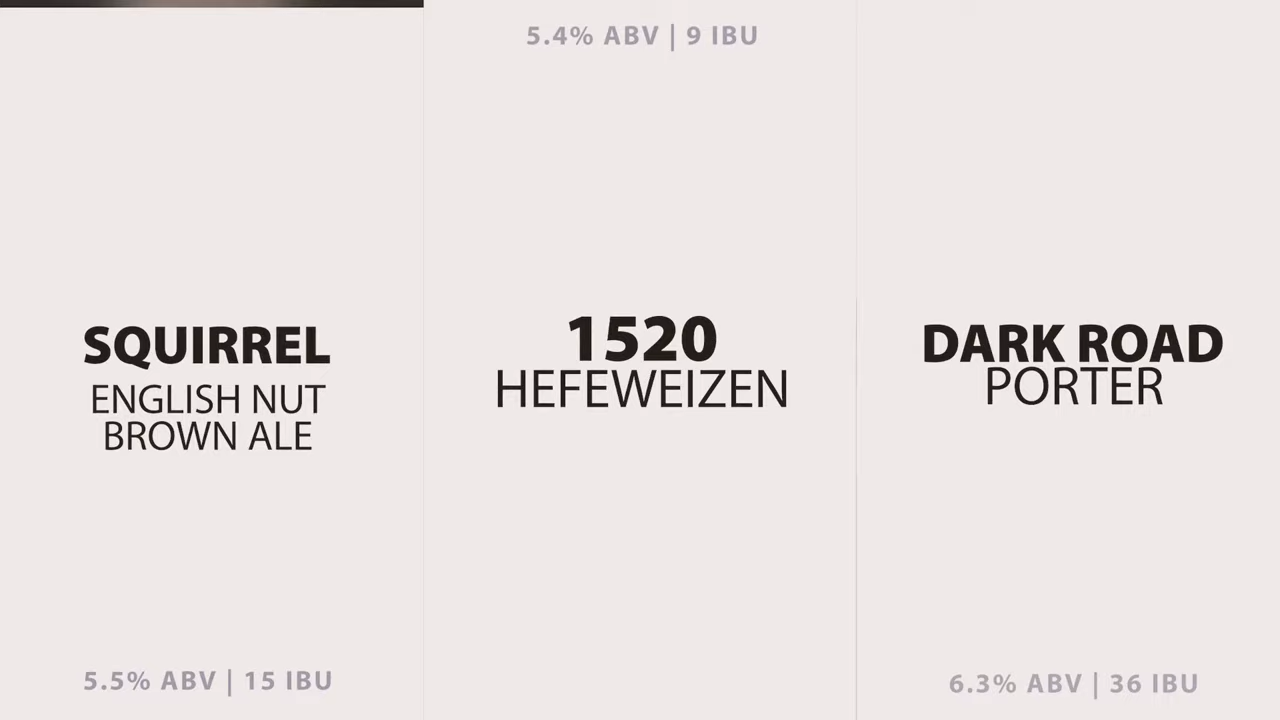 SQUIRREL
ENGLISH NUT
BROWN ALE
5.5% ABV | 15 IBU
5.4% ABV | 9 IBU
1520
HEFEWEIZEN
DARK ROAD
PORTER
6.3% ABV | 36 IBU